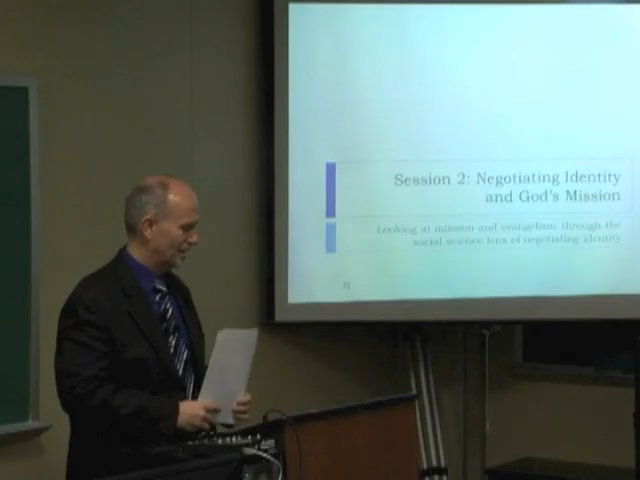 Session 2: Negotiating Identity
and God's Mission
Looking at mission and evangelism through the
social science lens of negotiating identity